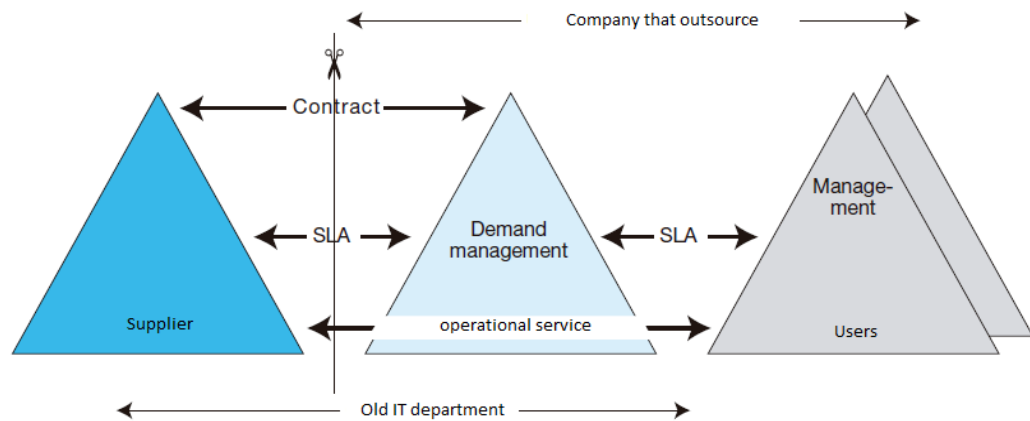 Company that outsource
Contract
Manage-
ment
SLA
Demand
management
SLA
Supplier
operational service
Users
Old IT department